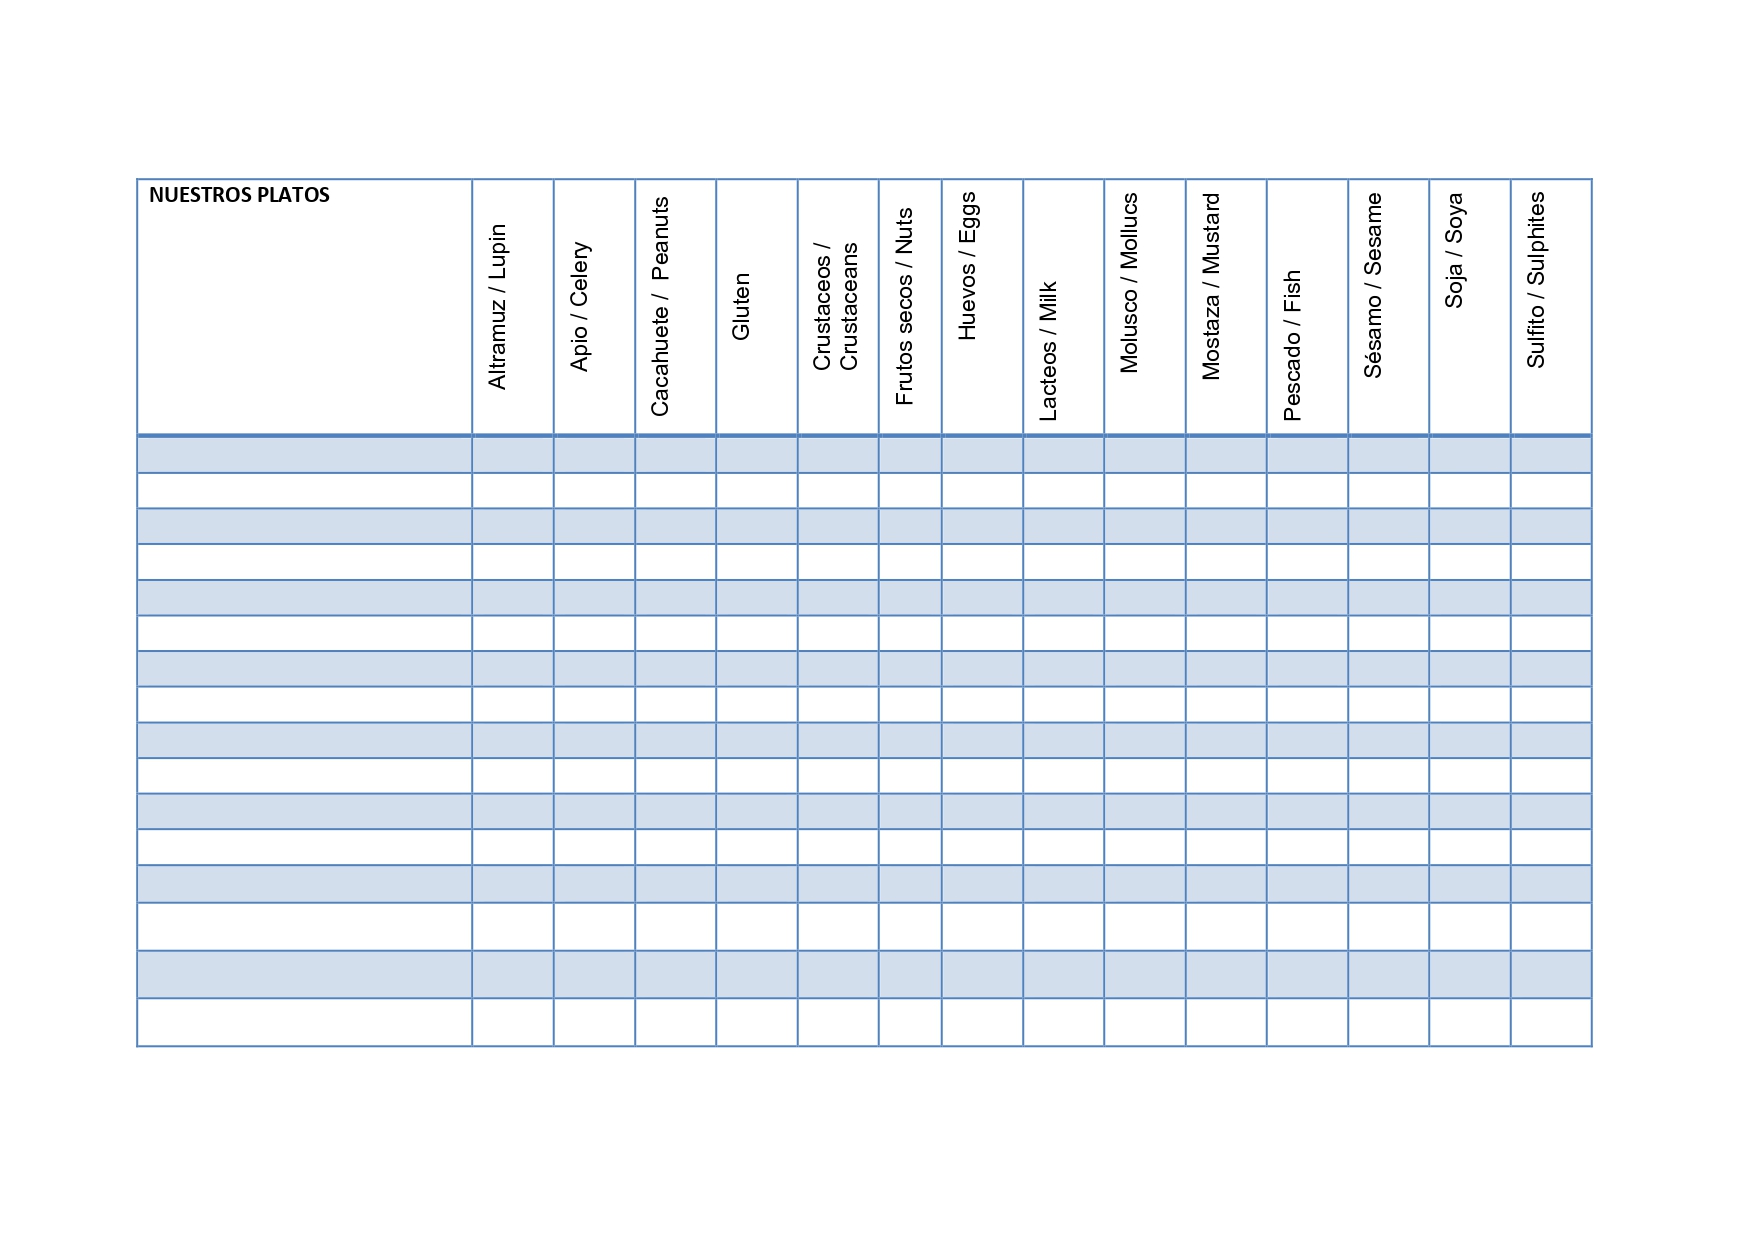 NUESTROS PLATOS
Altramuz / Lupin
Apio / Celery
Cacahuete /  Peanuts
Gluten
Crustaceos /
Crustaceans
Frutos secos / Nuts
Huevos / Eggs
Lacteos / Milk
Molusco / Mollucs
Mostaza / Mustard
Pescado / Fish
Sésamo / Sesame
Soja / Soya
Sulfito / Sulphites